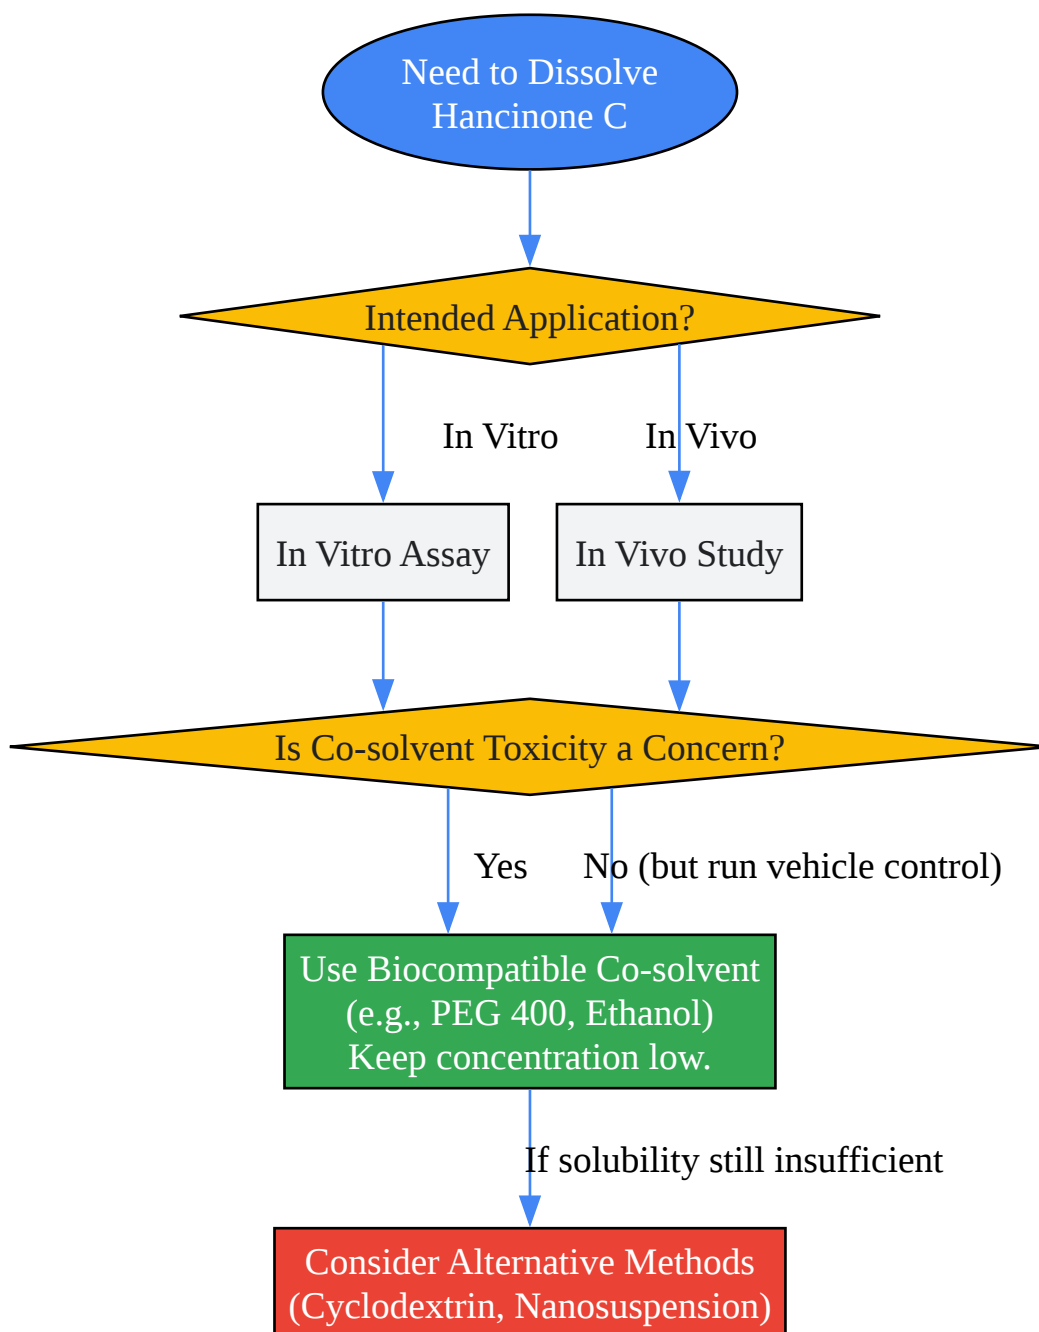 Need to Dissolve
Hancinone C
Intended Application?
In Vitro
In Vivo
In Vitro Assay
In Vivo Study
Is Co-solvent Toxicity a Concern?
Yes
No (but run vehicle control)
Use Biocompatible Co-solvent
(e.g., PEG 400, Ethanol)
Keep concentration low.
If solubility still insufficient
Consider Alternative Methods
(Cyclodextrin, Nanosuspension)